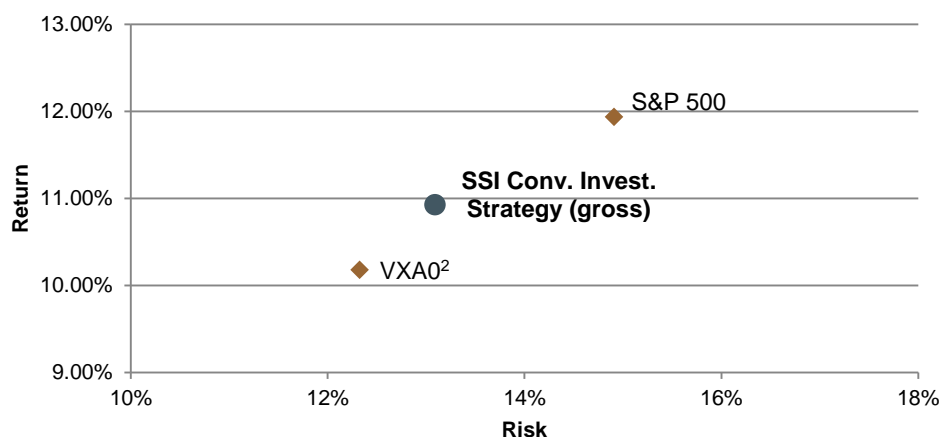 13.00%
12.00%
11.00%
10.00%
9.00%
Return
S&P 500
SSI Conv. Invest.
Strategy (gross)
VXA0²
10%
12%
14%
16%
18%
Risk